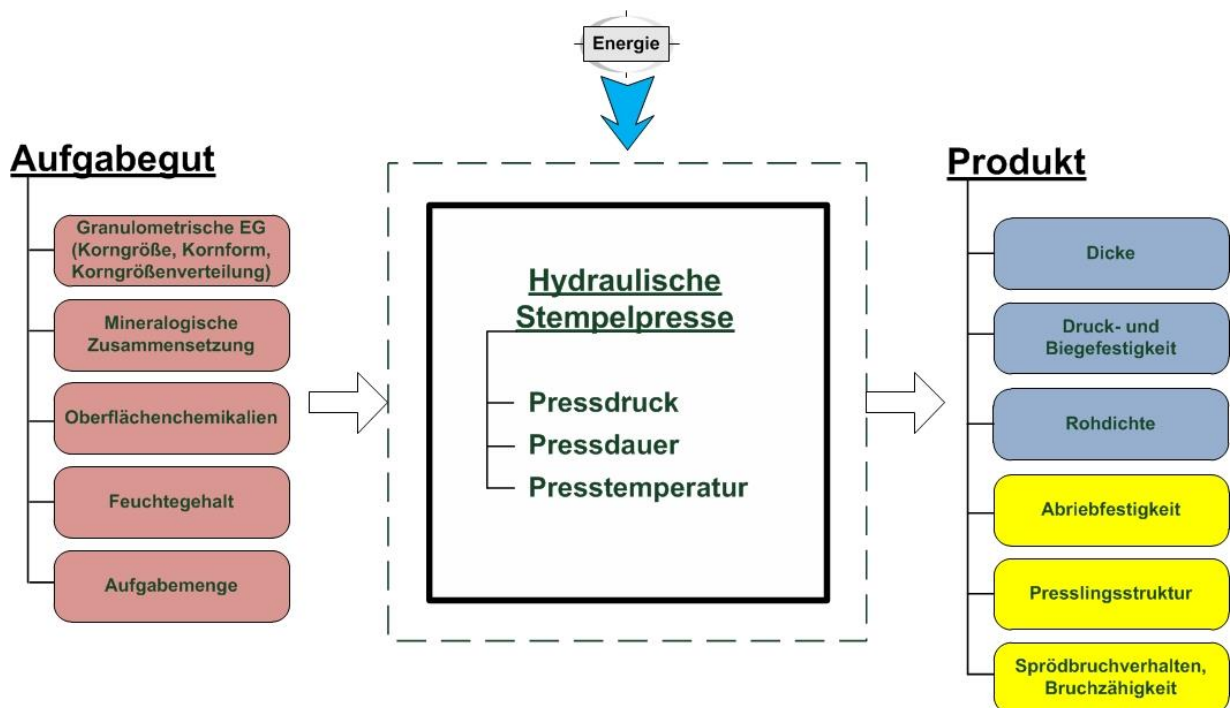 Energie
Aufgabegut
Granulometrische EG
(Korngröße, Kornform,
Korngrößenverteilung)
Mineralogische
Zusammensetzung
Oberflächenchemikalien
Feuchtegehalt
Aufgabemenge
Hydraulische
Stempelpresse
Pressdruck
Pressdauer
Presstemperatur
Produkt
Dicke
Druck- und
Biegefestigkeit
Rohdichte
Abriebfestigkeit
Presslingsstruktur
Sprödbruchverhalten,
Bruchzähigkeit